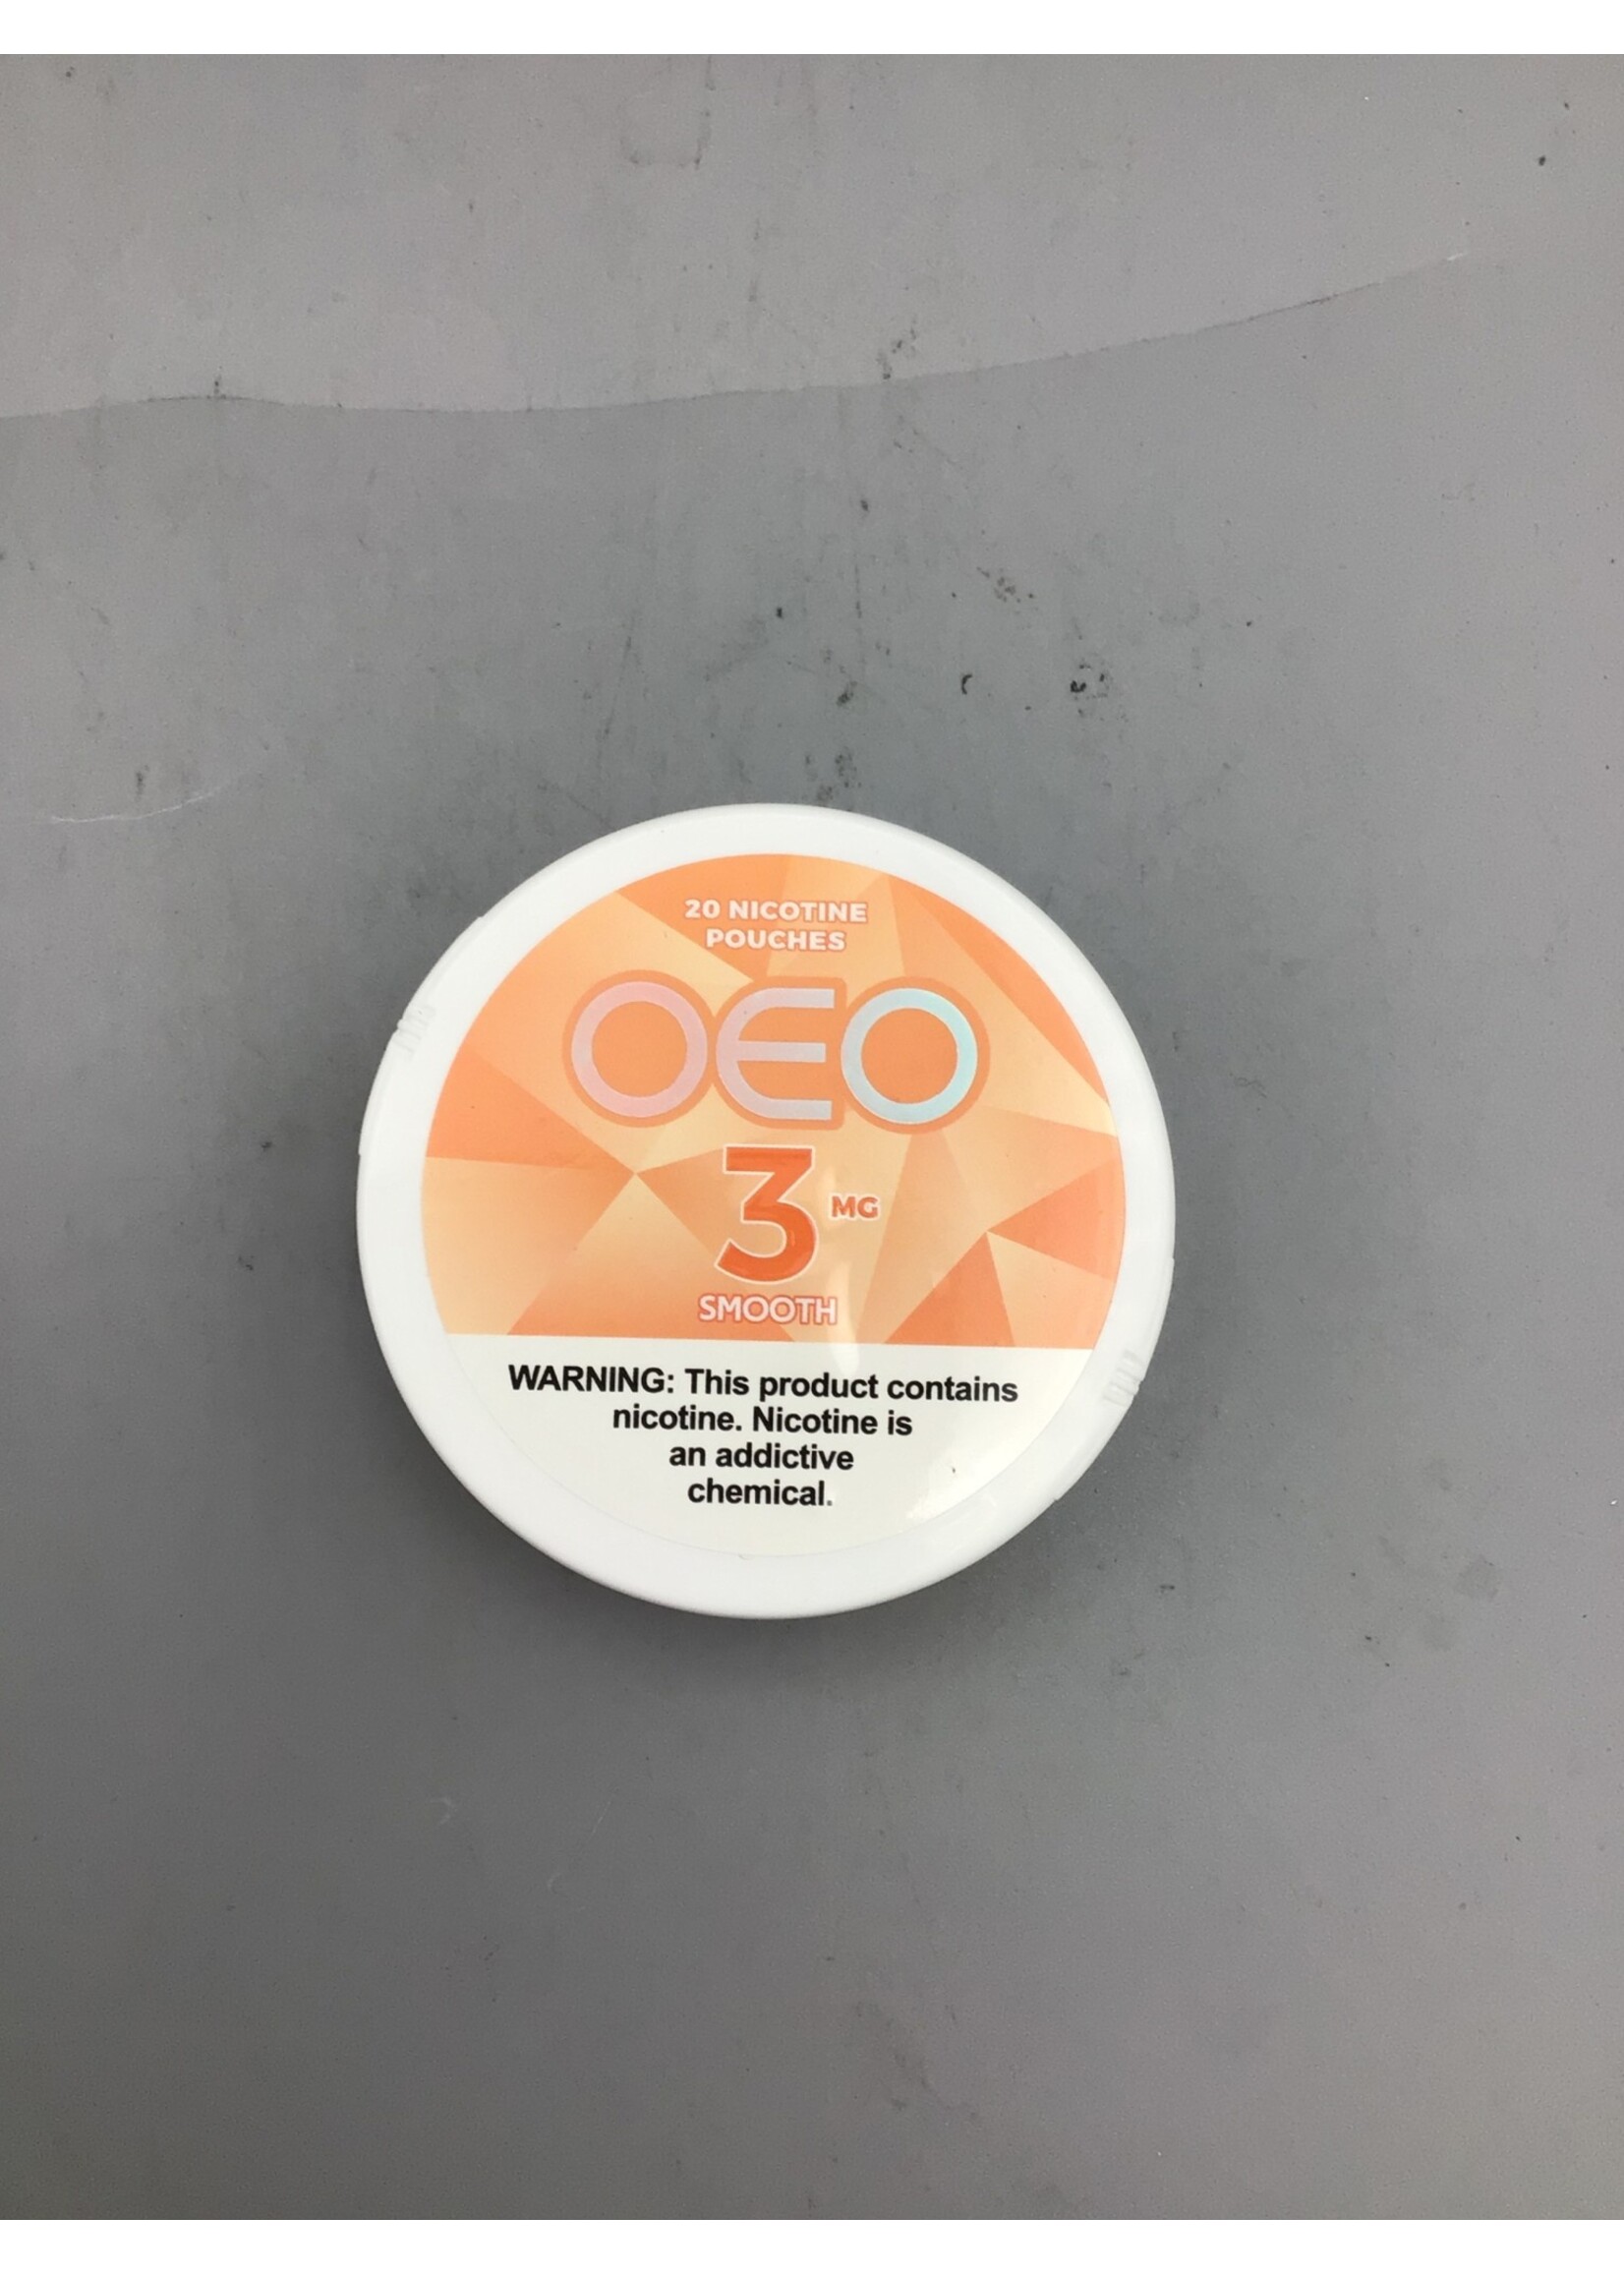 20 NICOTINE
POUCHES
OEO
3 MG
SMOOTH
WARNING: This product contains
nicotine. Nicotine is
an addictive
chemical.